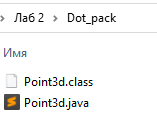 › Лаб 2 › Dot_pack
Имя
Point3d.class
Point3d.java